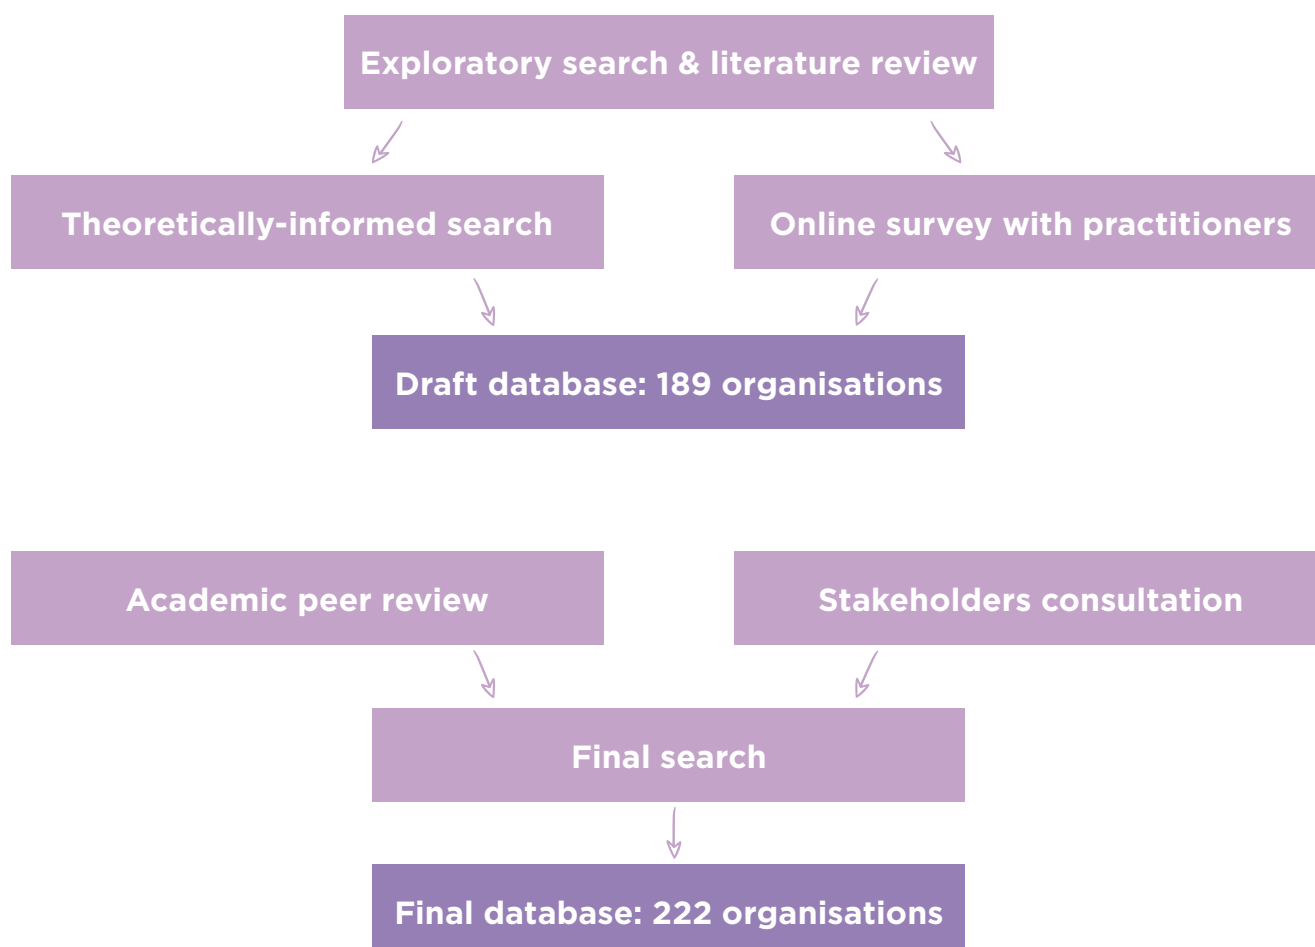 Exploratory search & literature review
Theoretically-informed search
Online survey with practitioners
Draft database: 189 organisations
Academic peer review
Stakeholders consultation
Final search
Final database: 222 organisations